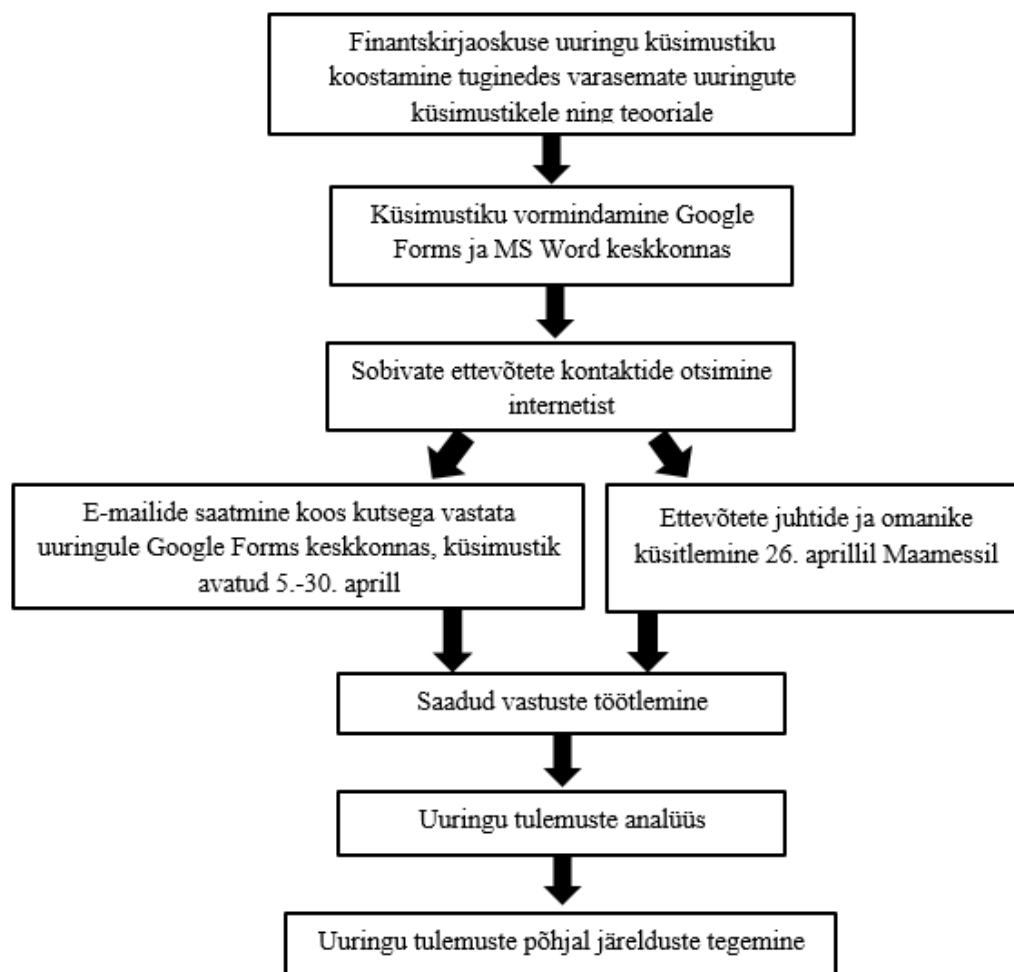 Finantskirjaoskuse uuringu küsimustiku
koostamine tuginedes varasemate uuringute
küsimustikele ning teooriale
Küsimustiku vormindamine Google
Forms ja MS Word keskkonnas
Sobivate ettevõtete kontaktide otsimine
internetist
E-mailide saatmine koos kutsega vastata
uuringule Google Forms keskkonnas, küsimustik
avatud 5.-30. aprill
Ettevõtete juhtide ja omanike
küsitlemine 26. aprillil Maamessil
Saadud vastuste töötlemine
Uuringu tulemuste analüüs
Uuringu tulemuste põhjal järelduste tegemine